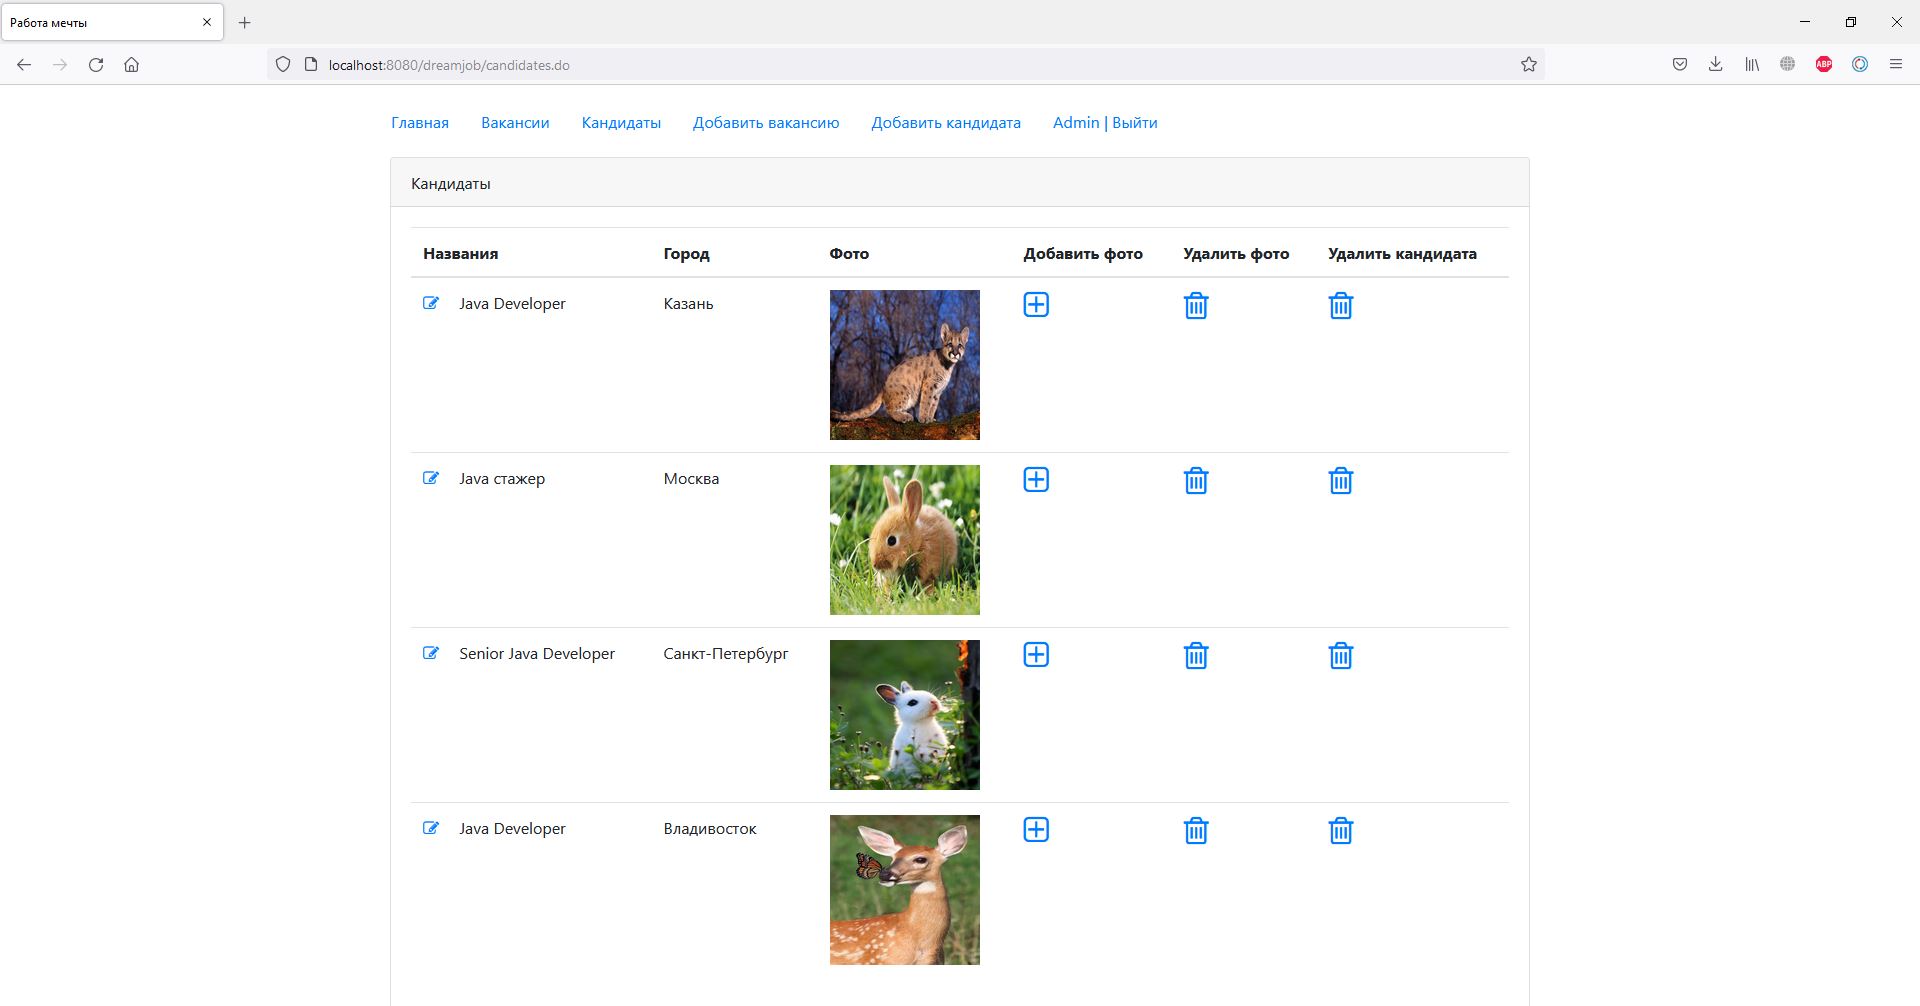 Работа мечты
localhost:8080/dreamjob/candidates.do
ABP
Главная Вакансии Кандидаты Добавить вакансию Добавить кандидата Admin | Выйти
Кандидаты
Названия Город Фото Добавить фото Удалить фото Удалить кандидата
Java Developer Казань
Java стажер Москва
Senior Java Developer Санкт-Петербург
Java Developer Владивосток